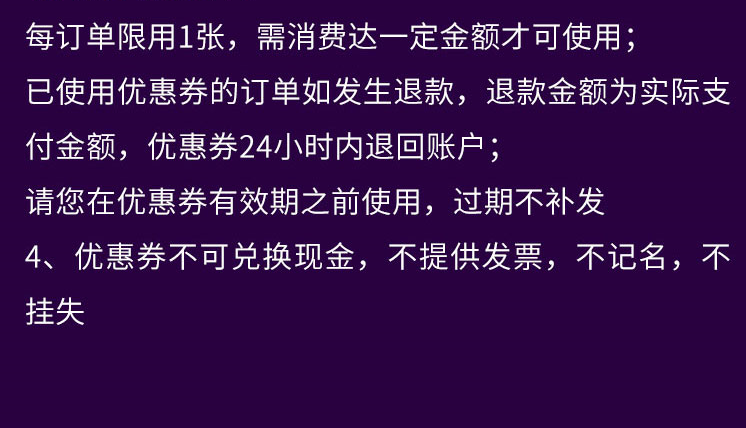 每订单限用1张，需消费达一定金额才可使用；
已使用优惠券的订单如发生退款，退款金额为实际支
付金额，优惠券24小时内退回账户；
请您在优惠券有效期之前使用，过期不补发
4、优惠券不可兑换现金，不提供发票，不记名，不
挂失